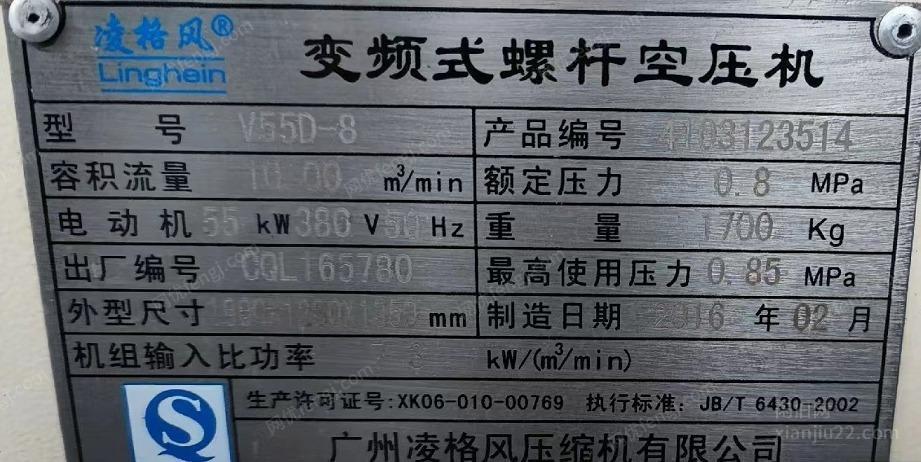 凌格风®
Linghein
变频式螺杆空压机
型 号 V55D-8 产品编号 4103123514
容积流量 10.00 m³/min 额定压力 0.8 MPa
电动机 55 kW 380 V 50 Hz 重 量 1700 Kg
出厂编号 CQL165780 最高使用压力 0.85 MPa
外型尺寸 mm 制造日期 2016 年 02 月
机组输入比功率 kW/(m³/min)
生产许可证号:XK06-010-00769 执行标准: JB/T 6430-2002
广州凌格风压缩机有限公司
xianjiu22.com